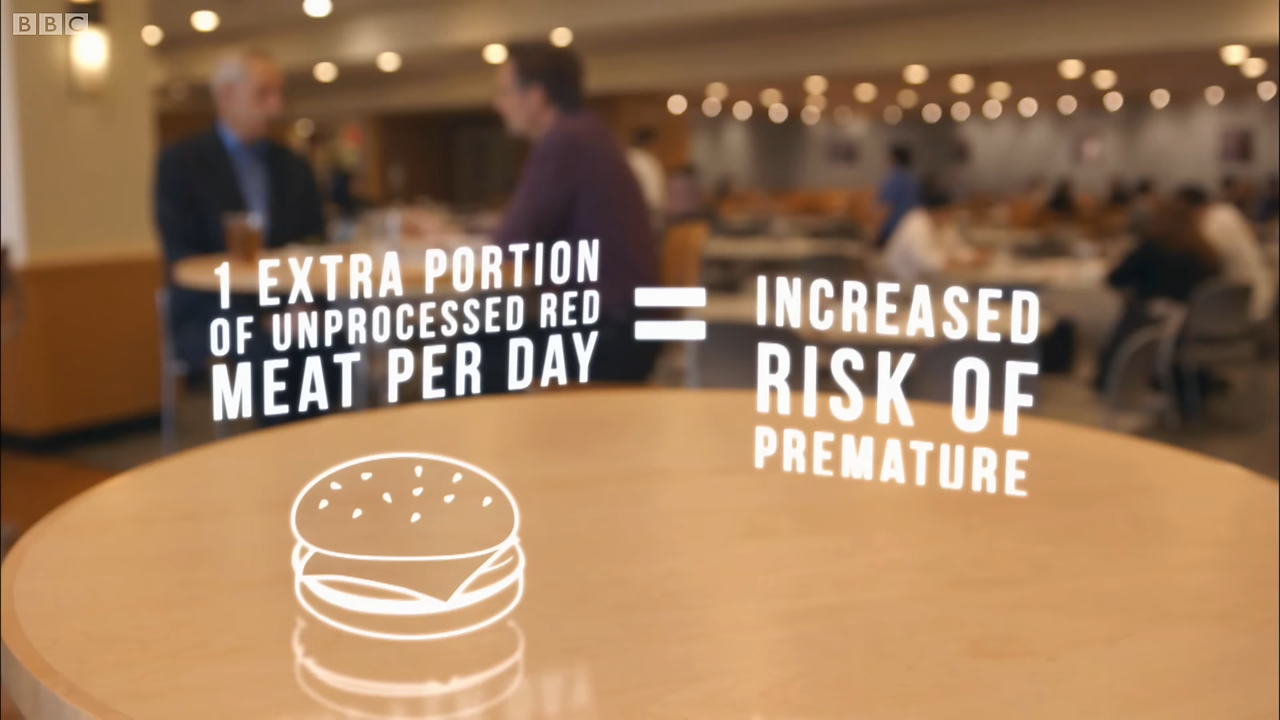 BBC
1 EXTRA PORTION
OF UNPROCESSED RED
MEAT PER DAY
=
INCREASED
RISK OF
PREMATURE